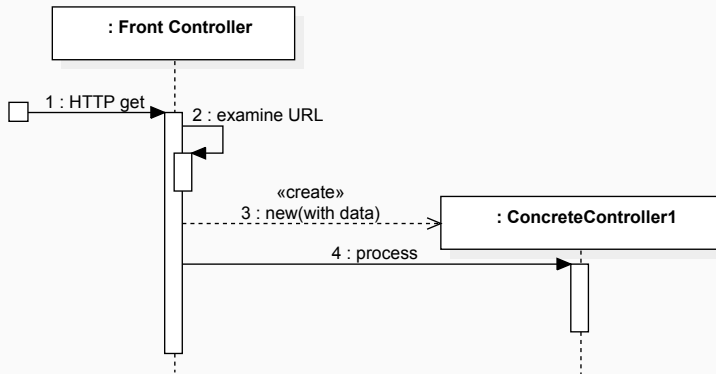 : Front Controller
1 : HTTP get
2 : examine URL
«create»
3 : new(with data)
: ConcreteController1
4 : process